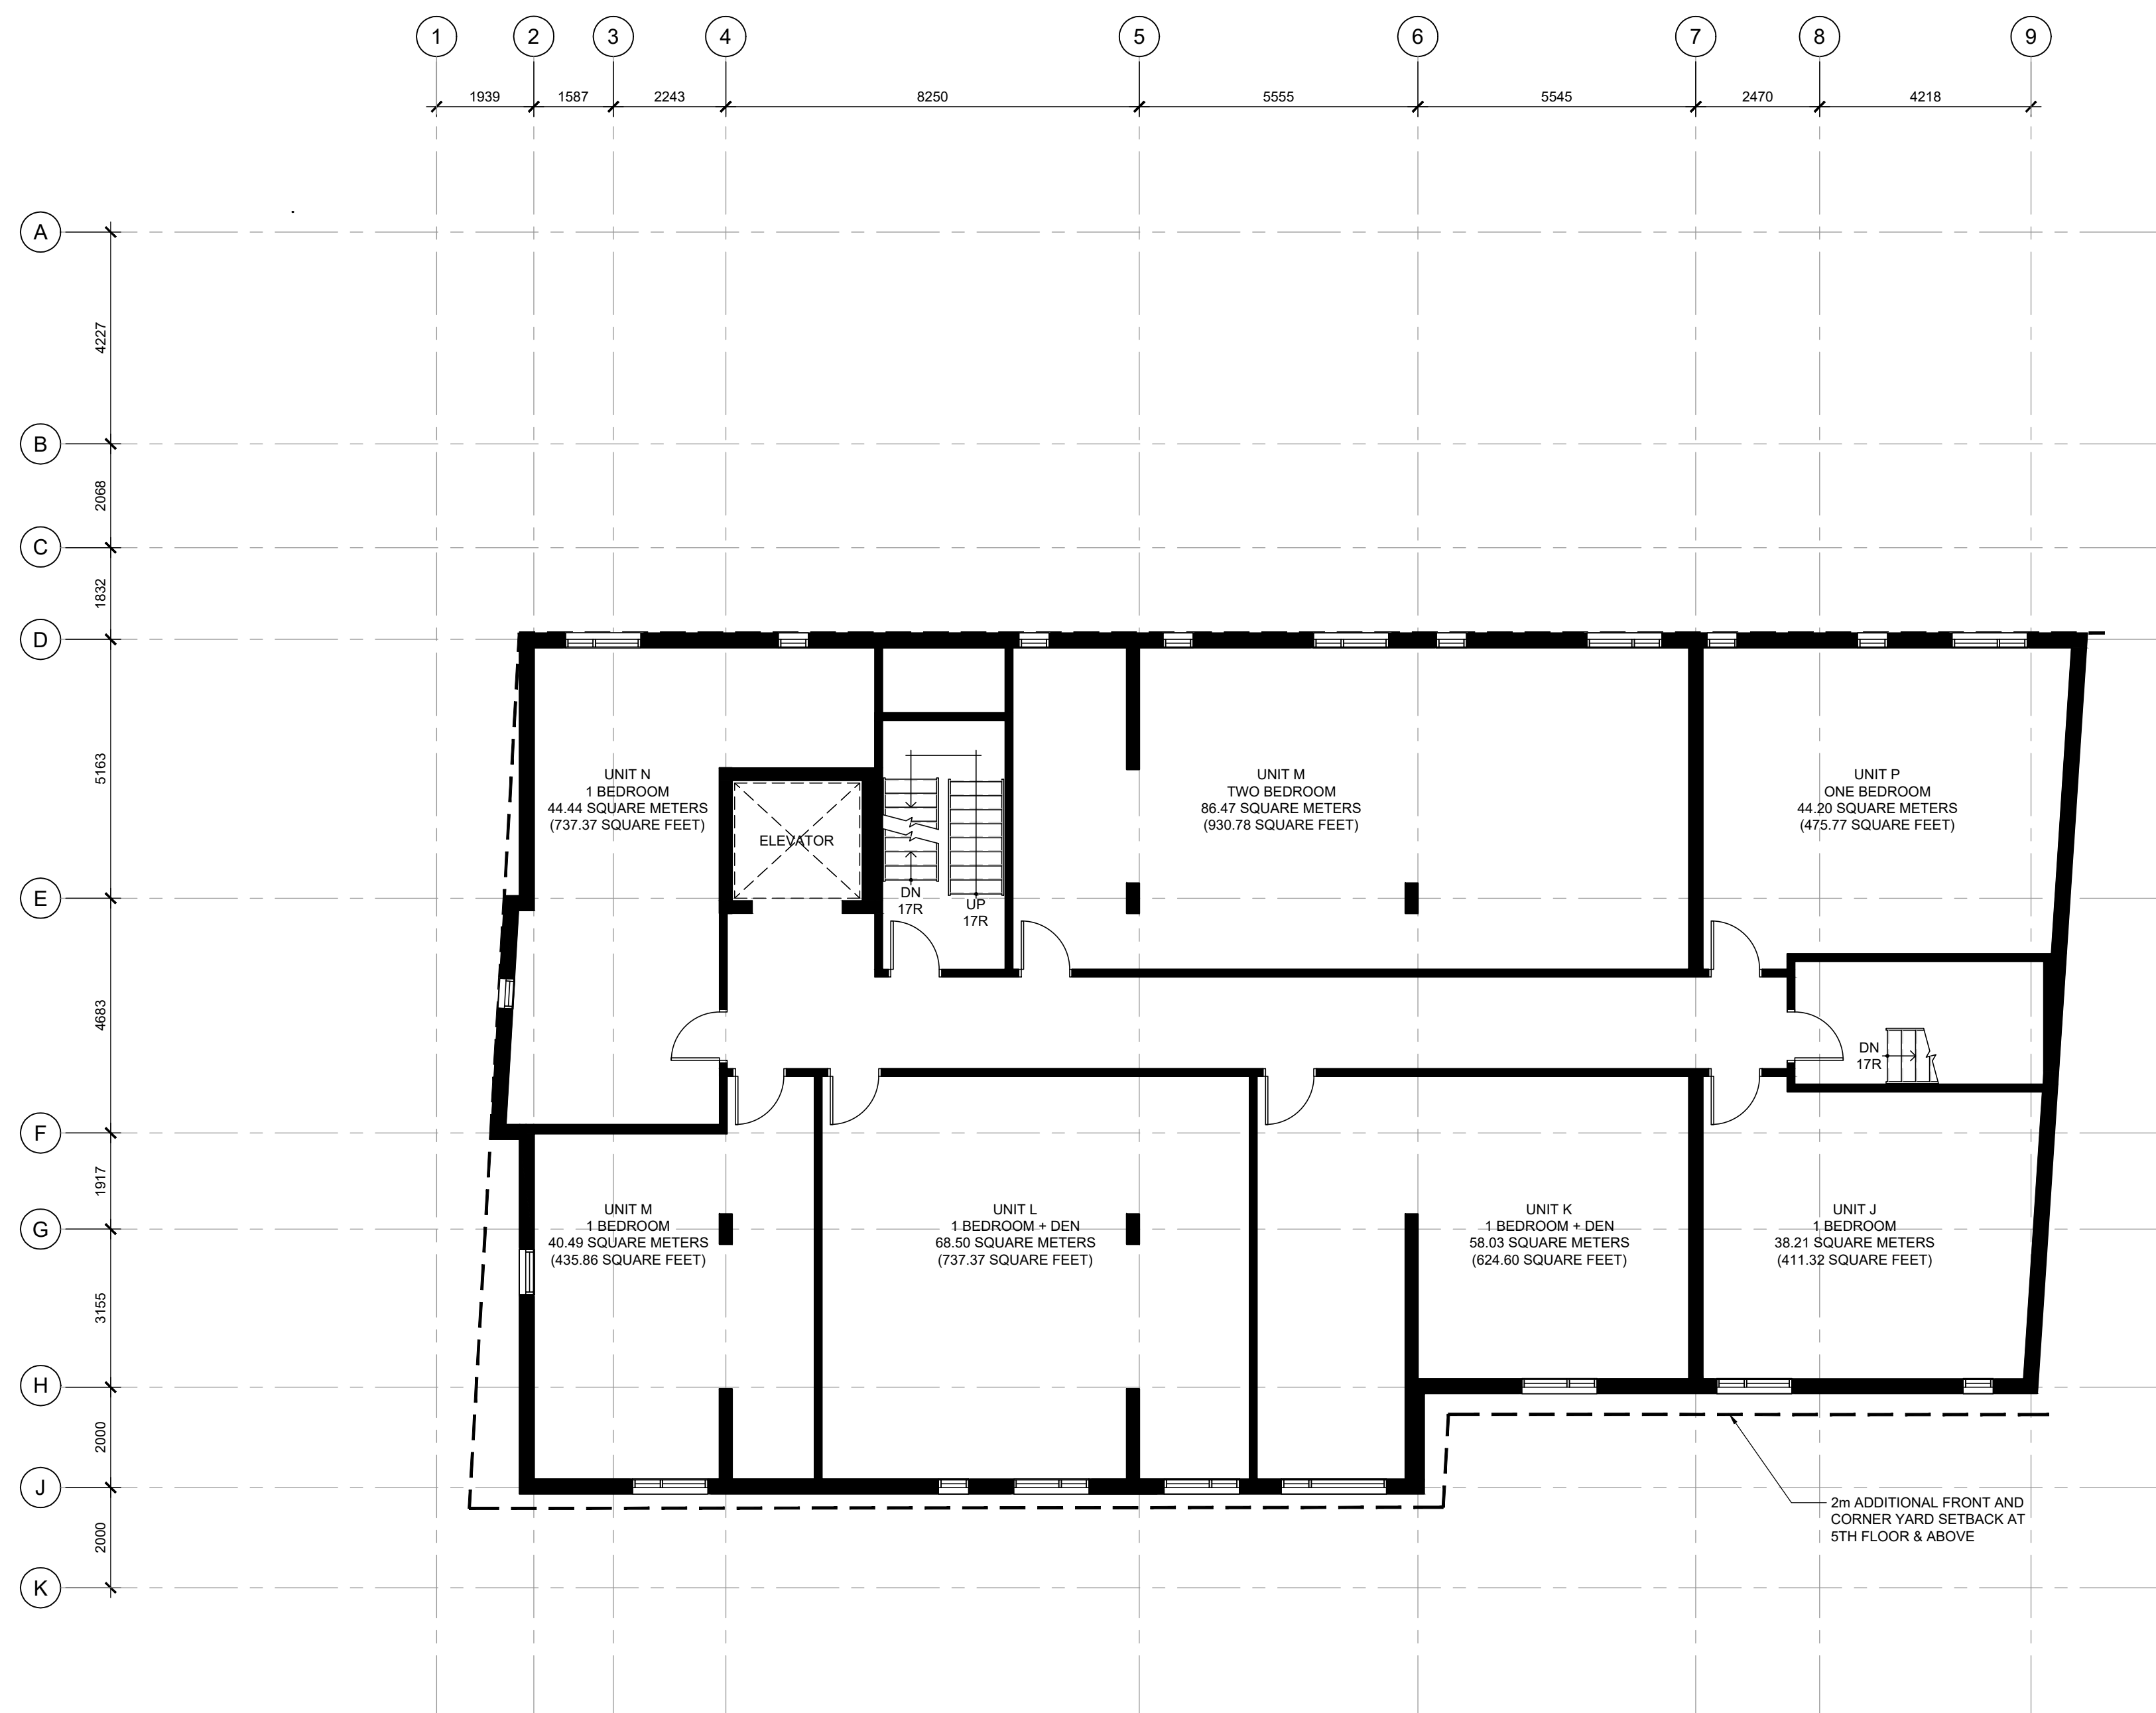 1 2 3 4 5 6 7 8 9
1939 1587 2243 8250 5555 5545 2470 4218
A
4227
B
2068
C
1832
D
5163
E
4683
F
1917
G
3155
H
2000
J
2000
K
UNIT N
1 BEDROOM
44.44 SQUARE METERS
(737.37 SQUARE FEET)
ELEVATOR
DN
17R
UP
17R
UNIT M
TWO BEDROOM
86.47 SQUARE METERS
(930.78 SQUARE FEET)
UNIT P
ONE BEDROOM
44.20 SQUARE METERS
(475.77 SQUARE FEET)
DN
17R
UNIT M
1 BEDROOM
40.49 SQUARE METERS
(435.86 SQUARE FEET)
UNIT L
1 BEDROOM + DEN
68.50 SQUARE METERS
(737.37 SQUARE FEET)
UNIT K
1 BEDROOM + DEN
58.03 SQUARE METERS
(624.60 SQUARE FEET)
UNIT J
1 BEDROOM
38.21 SQUARE METERS
(411.32 SQUARE FEET)
2m ADDITIONAL FRONT AND
CORNER YARD SETBACK AT
5TH FLOOR & ABOVE